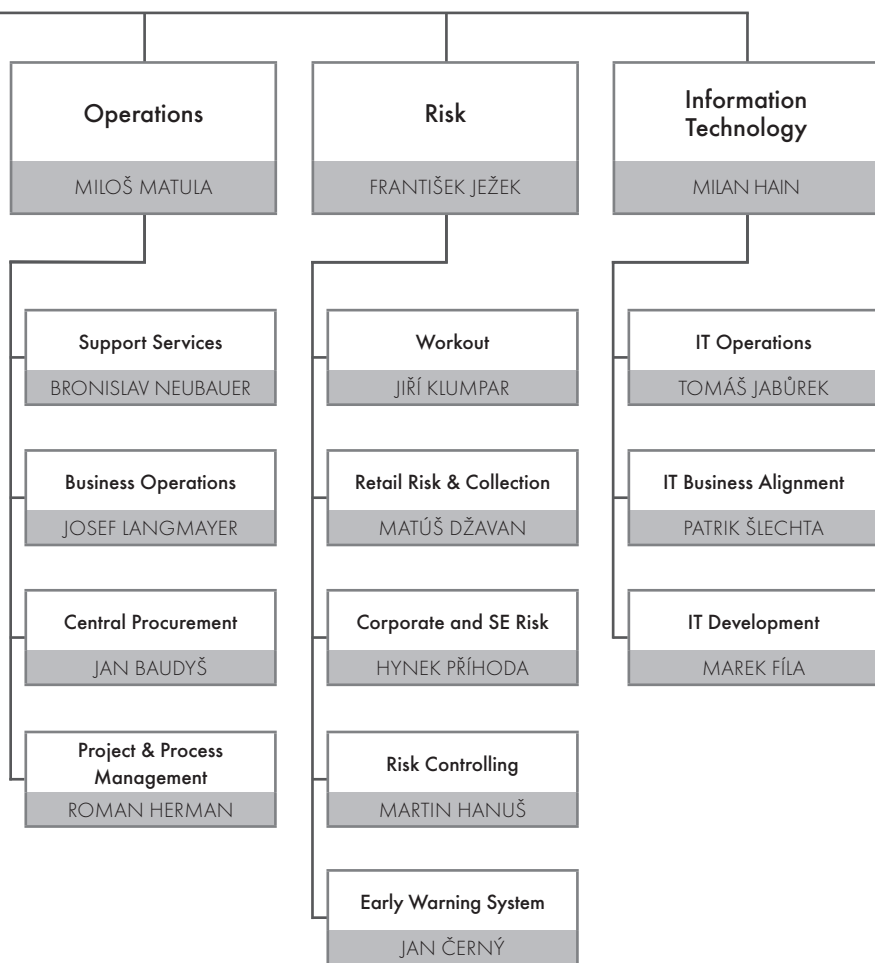 Operations
MILOŠ MATULA
Risk
FRANTIŠEK JEŽEK
Information
Technology
MILAN HAIN
Support Services
BRONISLAV NEUBAUER
Business Operations
JOSEF LANGMAYER
Central Procurement
JAN BAUDYŠ
Project & Process
Management
ROMAN HERMAN
Workout
JIŘÍ KLUMPAR
Retail Risk & Collection
MATÚŠ DŽAVAN
Corporate and SE Risk
HYNEK PŘÍHODA
Risk Controlling
MARTIN HANUŠ
Early Warning System
JAN ČERNÝ
IT Operations
TOMÁŠ JABŮREK
IT Business Alignment
PATRIK ŠLECHTA
IT Development
MAREK FÍLA